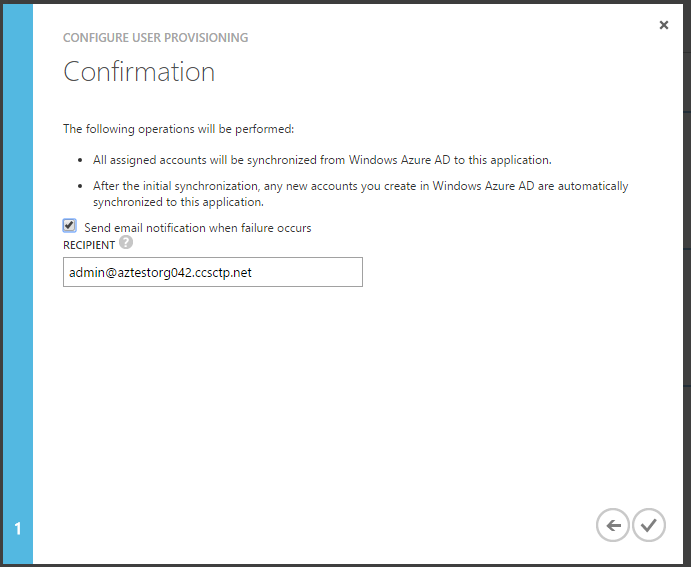 CONFIGURE USER PROVISIONING
Confirmation
The following operations will be performed:
• All assigned accounts will be synchronized from Windows Azure AD to this application.
• After the initial synchronization, any new accounts you create in Windows Azure AD are automatically
synchronized to this application.
Send email notification when failure occurs
RECIPIENT ?
admin@aztestorg042.ccsctp.net
1